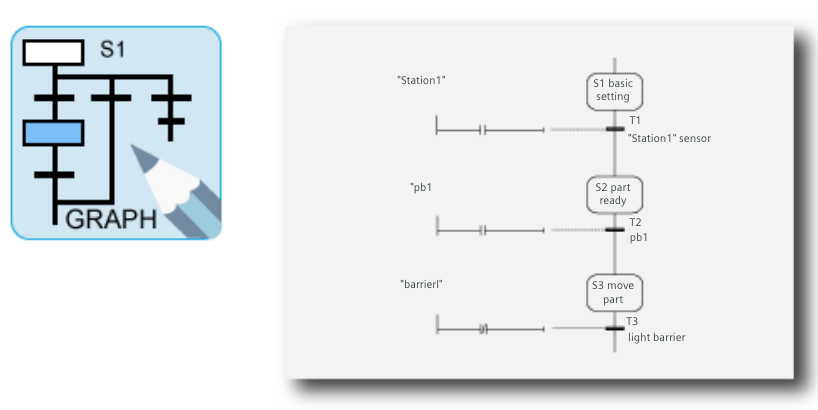 S1
GRAPH
"Station1"
S1 basic
setting
T1
"Station1" sensor
"pb1
S2 part
ready
T2
pb1
"barrierl"
S3 move
part
T3
light barrier